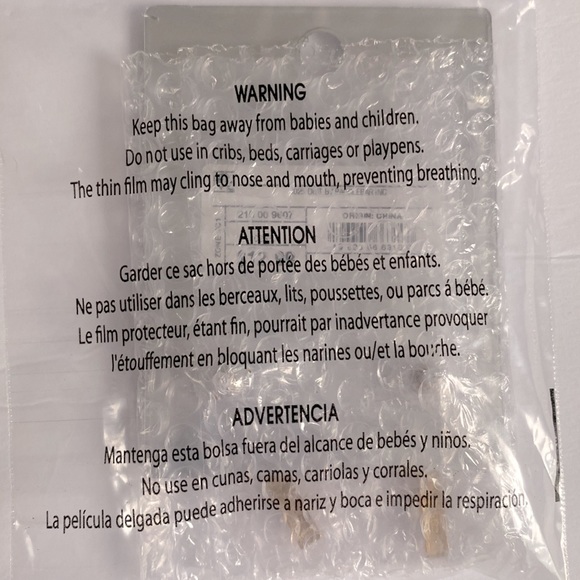 WARNING
Keep this bag away from babies and children.
Do not use in cribs, beds, carriages or playpens.
The thin film may cling to nose and mouth, preventing breathing.
ATTENTION
Garder ce sac hors de portée des bébés et enfants.
Ne pas utiliser dans les berceaux, lits, poussettes, ou parcs á bébé.
Le film protecteur, étant fin, pourrait par inadvertance provoquer
l'étouffement en bloquant les narines ou/et la bouche.
ADVERTENCIA
Mantenga esta bolsa fuera del alcance de bebés y niños.
No use en cunas, camas, carriolas y corrales.
La película delgada puede adherirse a nariz y boca e impedir la respiración.